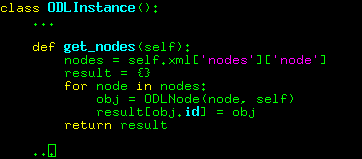 class ODLInstance():
    ...

    def get_nodes(self):
        nodes = self.xml['nodes']['node']
        result = {}
        for node in nodes:
            obj = ODLNode(node, self)
            result[obj.id] = obj
        return result

    ...